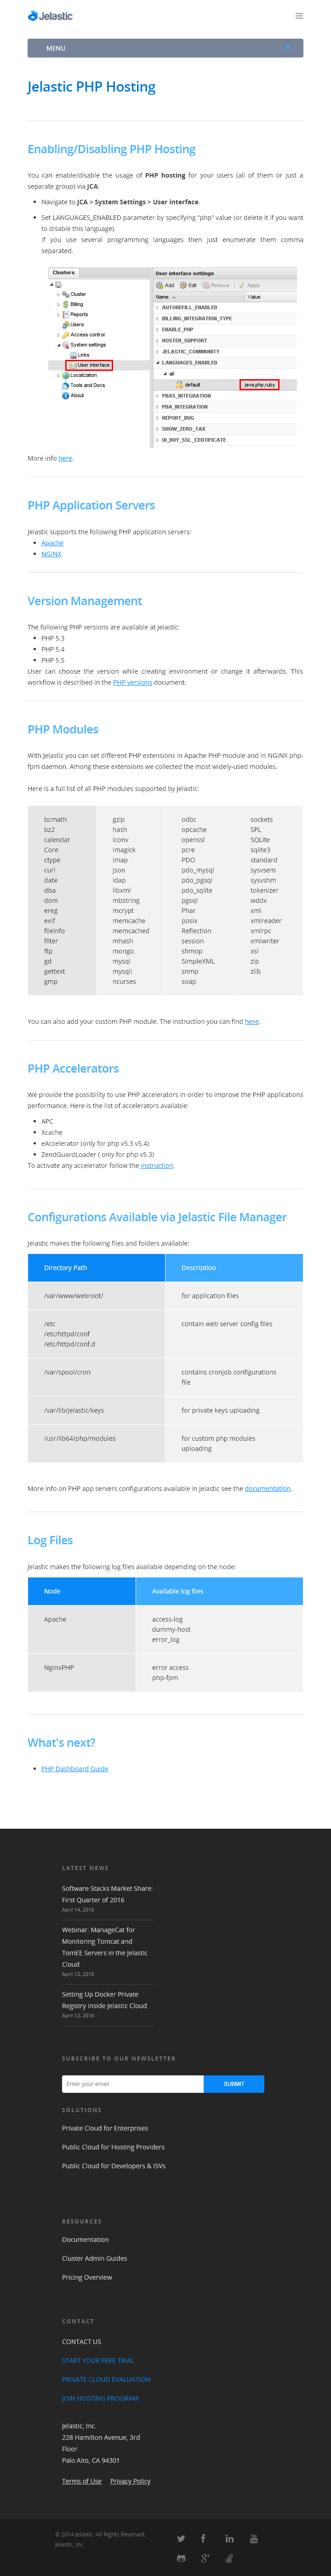 Jelastic
MENU
Jelastic PHP Hosting
Enabling/Disabling PHP Hosting
You can enable/disable the usage of PHP hosting for your users (all of them or just a
separate group) via JCA:
Navigate to JCA > System Settings > User interface.
Set LANGUAGES_ENABLED parameter by specifying “php” value (or delete it if you want
to disable this language).
If you use several programming languages then just enumerate them comma
separated.
Clusters
Cluster
Billing
Reports
Users
Access control
System settings
Links
User interface
Localization
Tools and Docs
About
User interface settings
Add Edit Remove Apply
Name Value
AUTOREFILL_ENABLED
BILLING_INTEGRATION_TYPE
ENABLE_PHP
HOSTER_SUPPORT
JELASTIC_COMMUNITY
LANGUAGES_ENABLED
all
default java,php,ruby
PBAS_INTEGRATION
PBA_INTEGRATION
REPORT_BUG
SHOW_ZERO_TAX
UI_BUY_SSL_CERTIFICATE
More info here.
PHP Application Servers
Jelastic supports the following PHP application servers:
Apache
NGINX
Version Management
The following PHP versions are available at Jelastic:
PHP 5.3
PHP 5.4
PHP 5.5
User can choose the version while creating environment or change it afterwards. This
workflow is described in the PHP versions document.
PHP Modules
With Jelastic you can set different PHP extensions in Apache PHP module and in NGINX php-
fpm daemon. Among these extensions we collected the most widely-used modules.
Here is a full list of all PHP modules supported by Jelastic:
bcmath
bz2
calendar
Core
ctype
curl
date
dba
dom
ereg
exif
fileinfo
filter
ftp
gd
gettext
gmp
gzip
hash
iconv
imagick
imap
json
ldap
libxml
mbstring
mcrypt
memcache
memcached
mhash
mongo
mysql
mysqli
ncurses
odbc
opcache
openssl
pcre
PDO
pdo_mysql
pdo_pgsql
pdo_sqlite
pgsql
Phar
posix
Reflection
session
shmop
SimpleXML
snmp
soap
sockets
SPL
SQLite
sqlite3
standard
sysvsem
sysvshm
tokenizer
wddx
xml
xmlreader
xmlrpc
xmlwriter
xsl
zip
zlib
You can also add your custom PHP module. The instruction you can find here.
PHP Accelerators
We provide the possibility to use PHP accelerators in order to improve the PHP applications
performance. Here is the list of accelerators available:
APC
Xcache
eAccelerator (only for php v5.3 v5.4)
ZendGuardLoader ( only for php v5.3)
To activate any accelerator follow the instruction.
Configurations Available via Jelastic File Manager
Jelastic makes the following files and folders available:
Directory Path Description
/var/www/webroot/ for application files
/etc contain web server config files
/etc/httpd/conf
/etc/httpd/conf.d
/var/spool/cron contains cronjob configurations
file
/var/lib/jelastic/keys for private keys uploading
/usr/lib64/php/modules for custom php modules
uploading
More info on PHP app servers configurations available in Jelastic see the documentation.
Log Files
Jelastic makes the following log files available depending on the node:
Node Available log files
Apache access-log
dummy-host
error_log
NginxPHP error access
php-fpm
What's next?
PHP Dashboard Guide
LATEST NEWS
Software Stacks Market Share:
First Quarter of 2016
April 14, 2016
Webinar: ManageCat for
Monitoring Tomcat and
TomEE Servers in the Jelastic
Cloud
April 12, 2016
Setting Up Docker Private
Registry inside Jelastic Cloud
April 12, 2016
SUBSCRIBE TO OUR NEWSLETTER
Enter your email SUBMIT
SOLUTIONS
Private Cloud for Enterprises
Public Cloud for Hosting Providers
Public Cloud for Developers & ISVs
RESOURCES
Documentation
Cluster Admin Guides
Pricing Overview
CONTACT
CONTACT US
START YOUR FREE TRIAL
PRIVATE CLOUD EVALUATION
JOIN HOSTING PROGRAM
Jelastic, Inc.
228 Hamilton Avenue, 3rd
Floor
Palo Alto, CA 94301
Terms of Use Privacy Policy
© 2014 Jelastic. All Rights Reserved.
Jelastic, Inc.